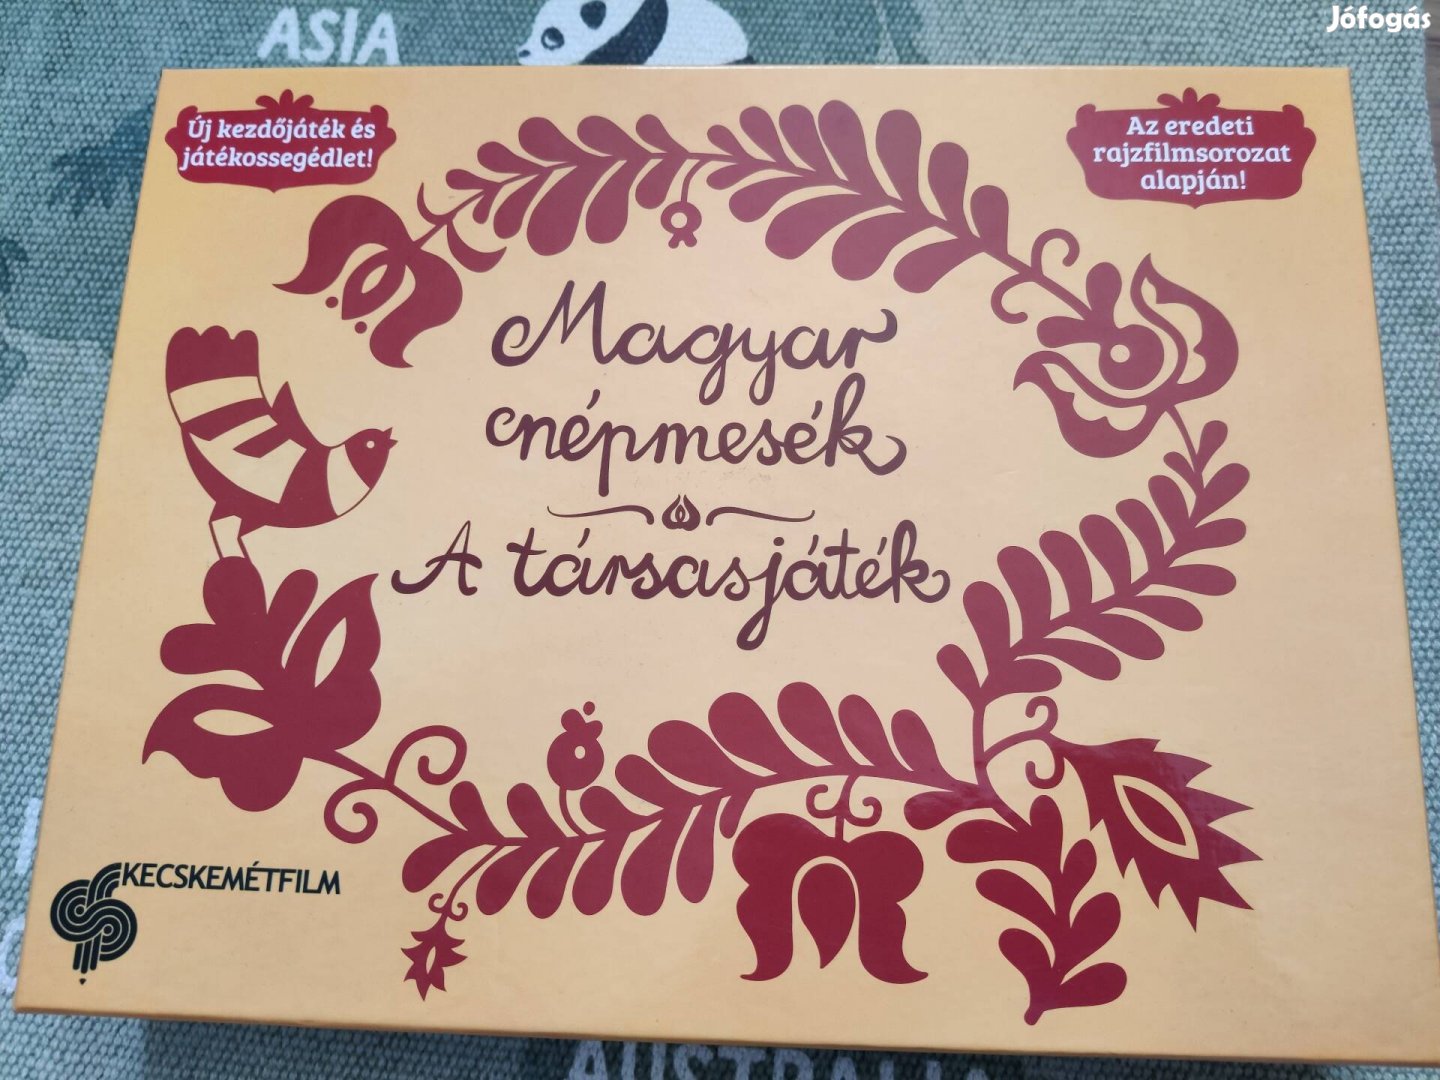 Jófogás
ASIA
Új kezdőjáték és
játékossegédlet!
Az eredeti
rajzfilmsorozat
alapján!
Magyar
népmesék
A társasjáték
KECSKEMÉTFILM
AUSTRALIA